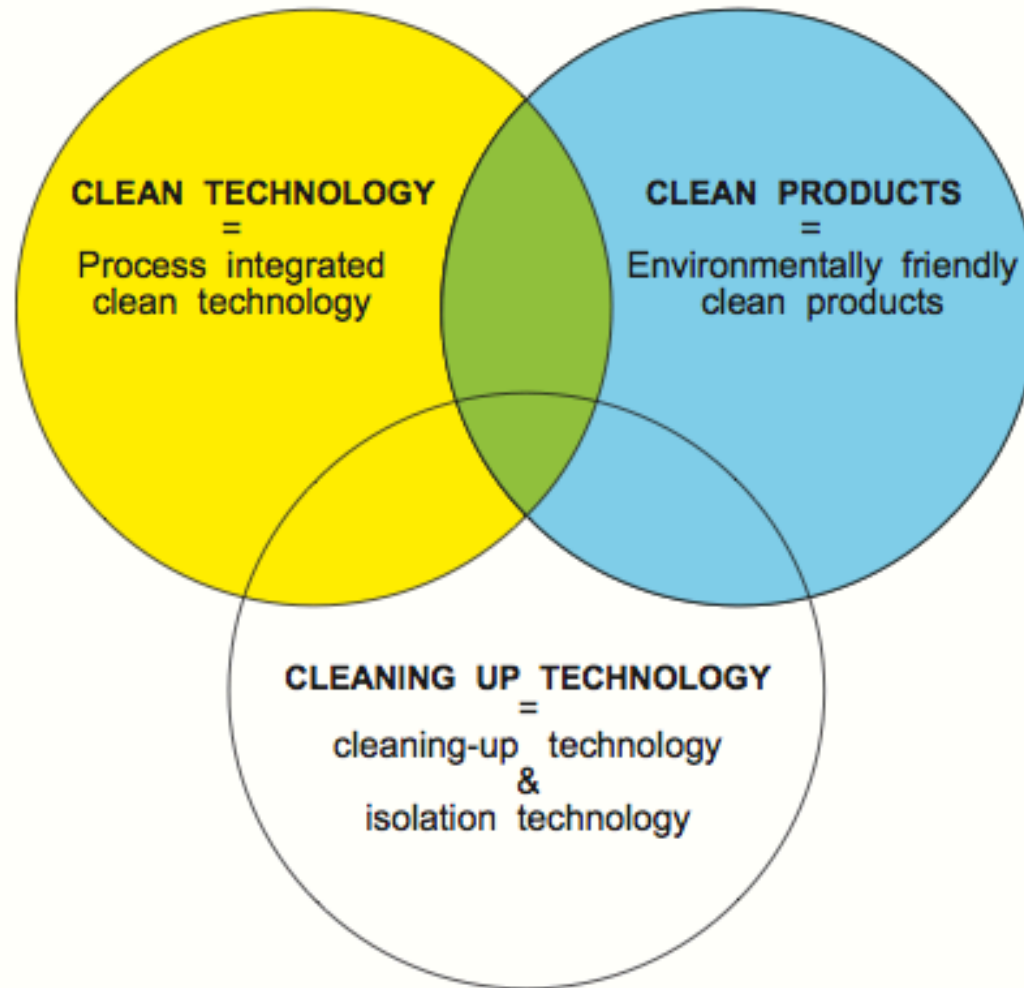 CLEAN TECHNOLOGY
=
Process integrated
clean technology
CLEAN PRODUCTS
=
Environmentally friendly
clean products
CLEANING UP TECHNOLOGY
=
cleaning-up technology
&
isolation technology